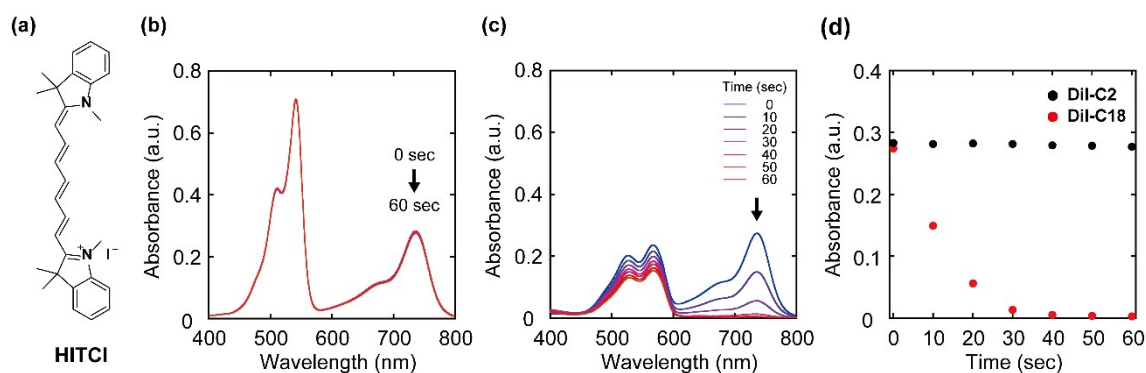 (a)
N
N
+
I−
HITCI
(b)
0.8
0.6
0.4
0.2
0
Absorbance (a.u.)
0 sec
60 sec
400 500 600 700 800
Wavelength (nm)
(c)
0.8
0.6
0.4
0.2
0
Absorbance (a.u.)
Time (sec)
0
10
20
30
40
50
60
400 500 600 700 800
Wavelength (nm)
(d)
0.4
0.3
0.2
0.1
0
Absorbance (a.u.)
DiI-C2
DiI-C18
0 10 20 30 40 50 60
Time (sec)